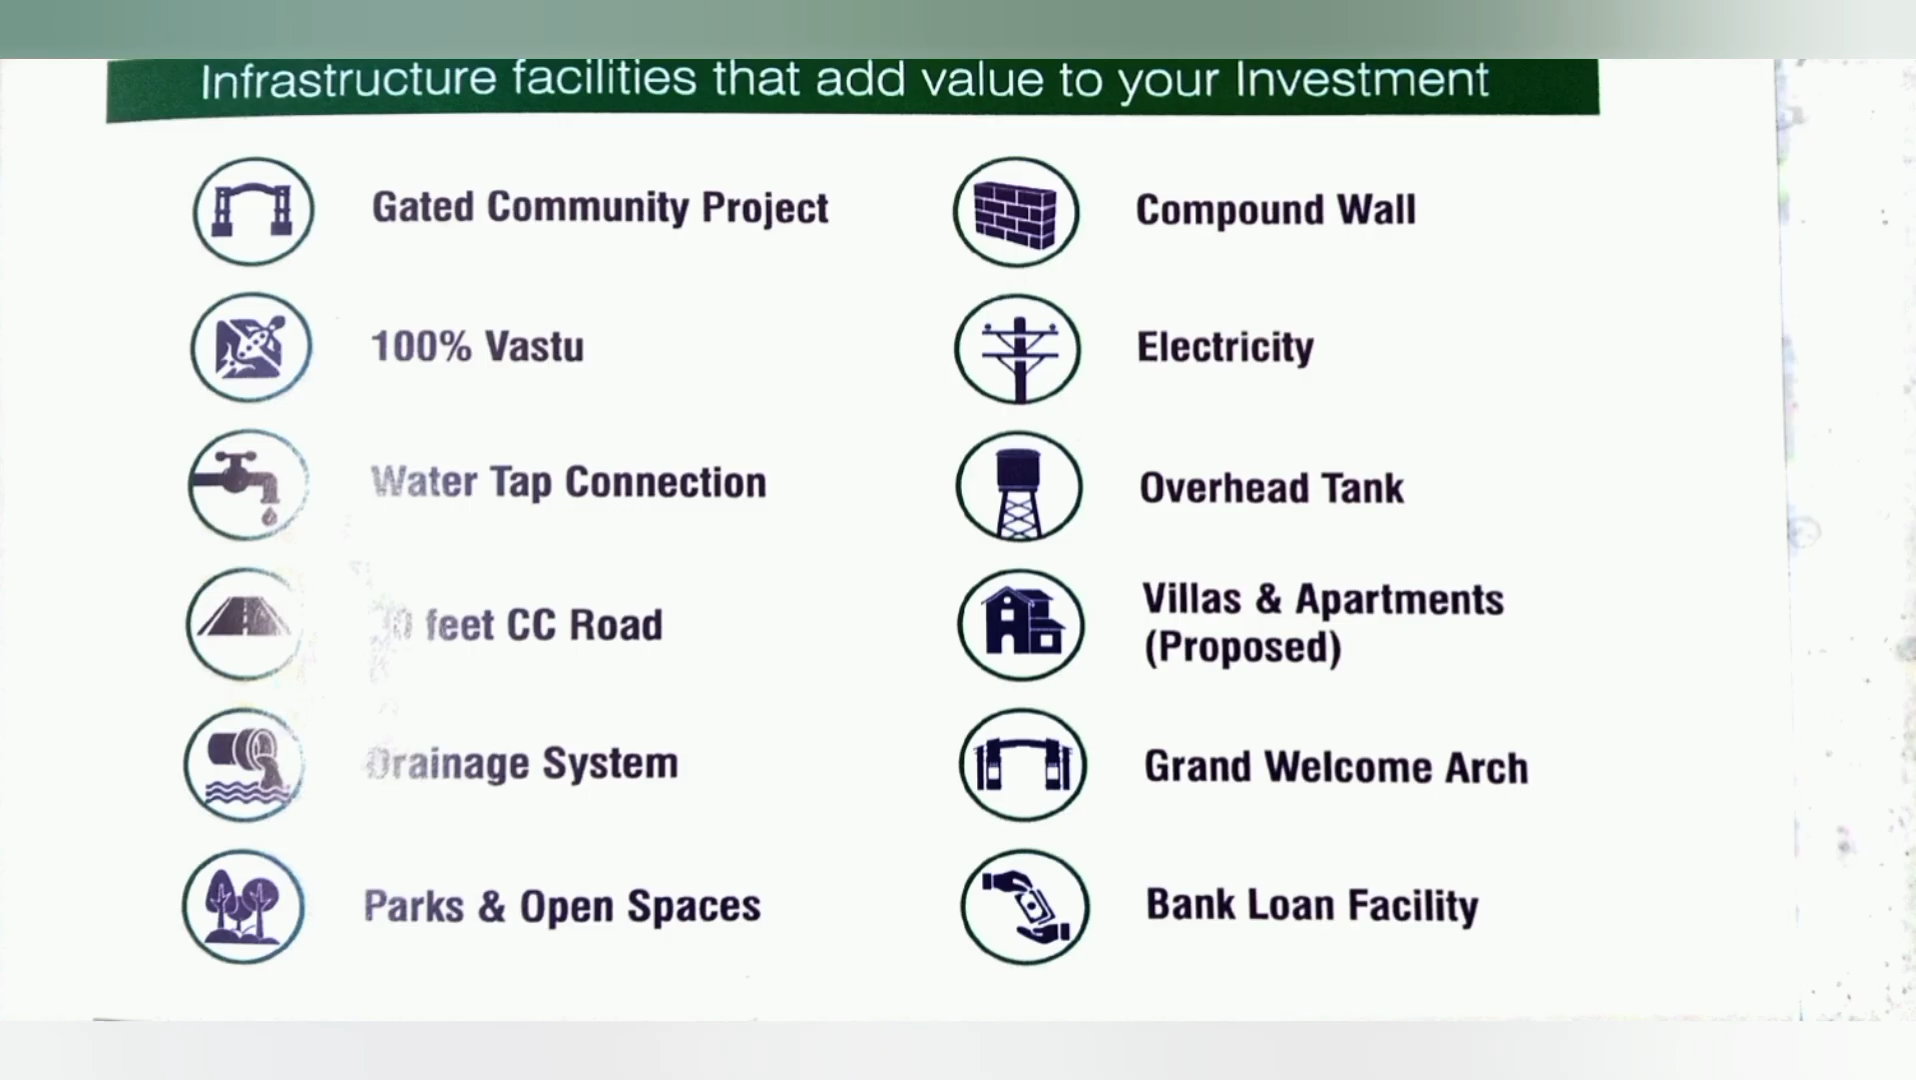 Infrastructure facilities that add value to your Investment
Gated Community Project
Compound Wall
100% Vastu
Electricity
Water Tap Connection
Overhead Tank
feet CC Road
Villas & Apartments
(Proposed)
Drainage System
Grand Welcome Arch
Parks & Open Spaces
Bank Loan Facility